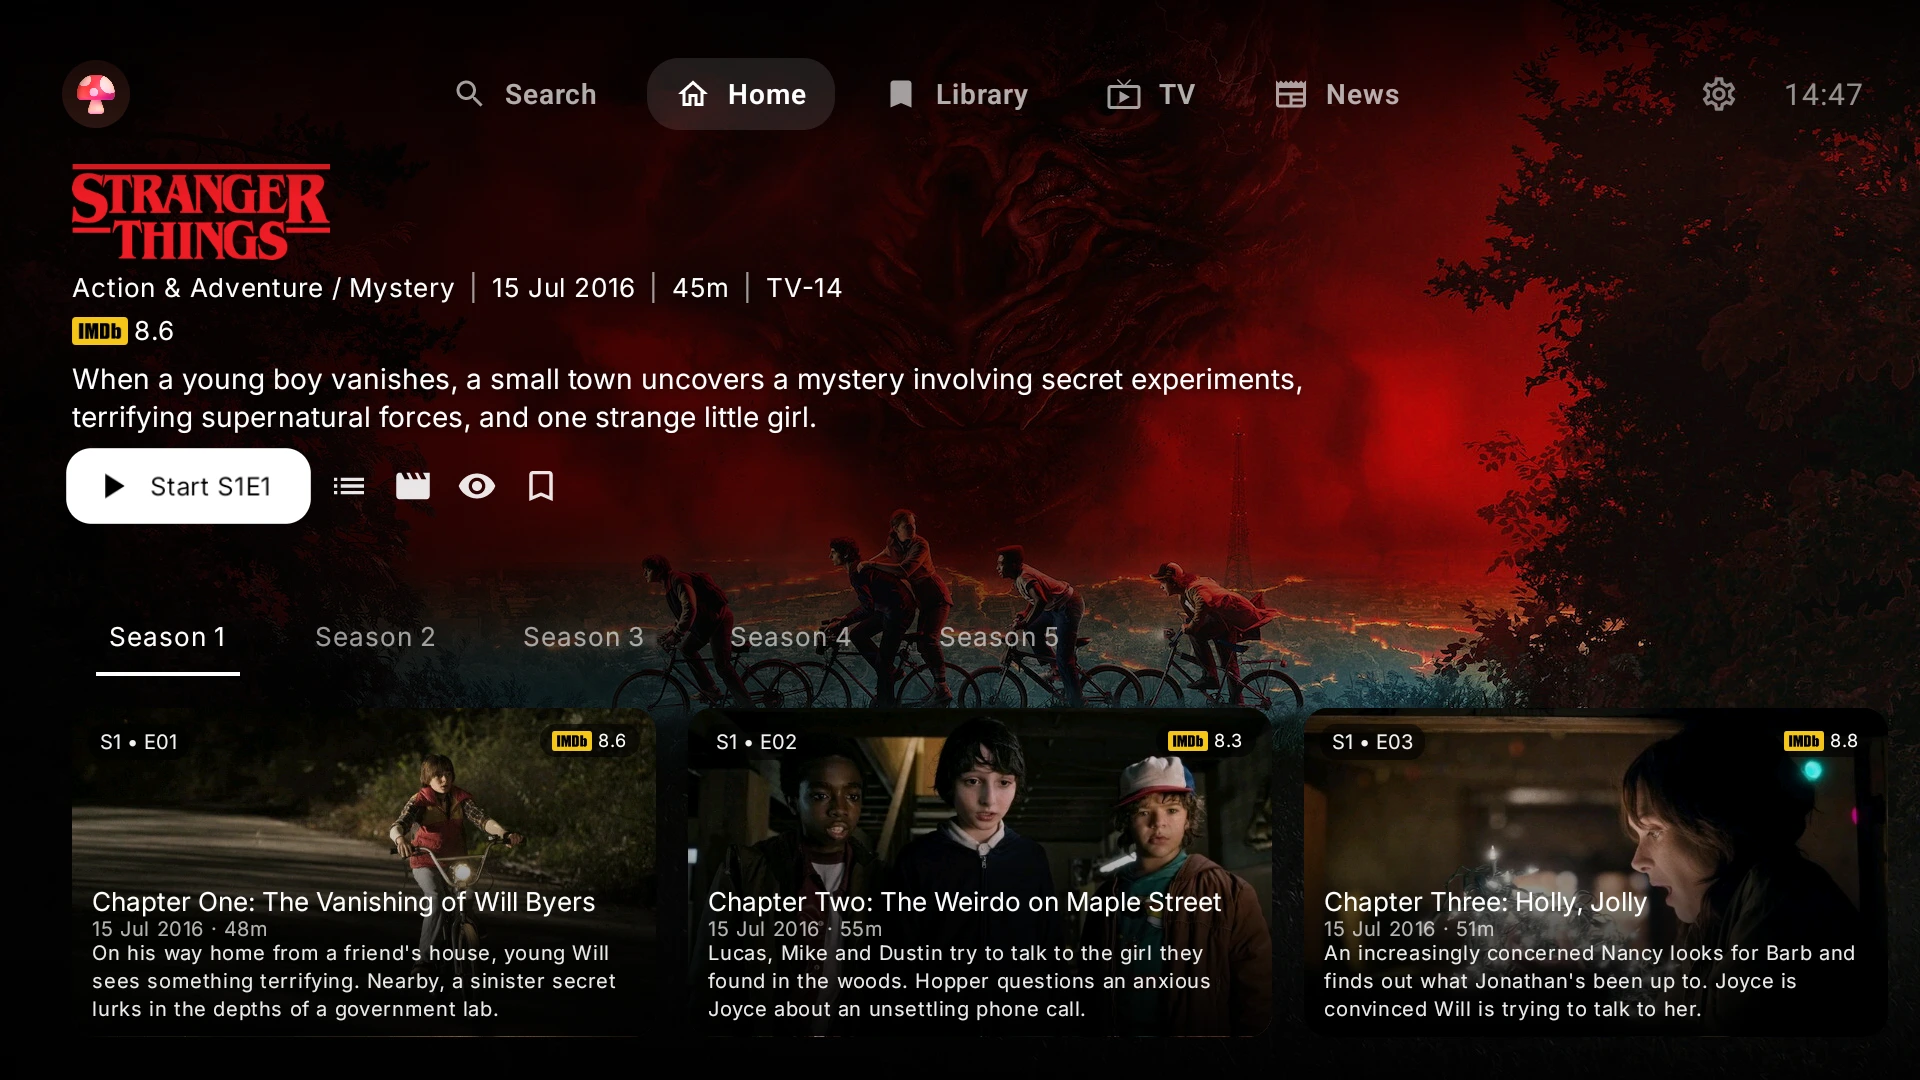 Search
Home
Library
TV
News
14:47
STRANGER
THINGS
Action & Adventure / Mystery | 15 Jul 2016 | 45m | TV-14
IMDb 8.6
When a young boy vanishes, a small town uncovers a mystery involving secret experiments,
terrifying supernatural forces, and one strange little girl.
Start S1E1
Season 1
Season 2
Season 3
Season 4
Season 5
S1 • E01
IMDb 8.6
Chapter One: The Vanishing of Will Byers
15 Jul 2016 · 48m
On his way home from a friend's house, young Will
sees something terrifying. Nearby, a sinister secret
lurks in the depths of a government lab.
S1 • E02
IMDb 8.3
Chapter Two: The Weirdo on Maple Street
15 Jul 2016 · 55m
Lucas, Mike and Dustin try to talk to the girl they
found in the woods. Hopper questions an anxious
Joyce about an unsettling phone call.
S1 • E03
IMDb 8.8
Chapter Three: Holly, Jolly
15 Jul 2016 · 51m
An increasingly concerned Nancy looks for Barb and
finds out what Jonathan's been up to. Joyce is
convinced Will is trying to talk to her.